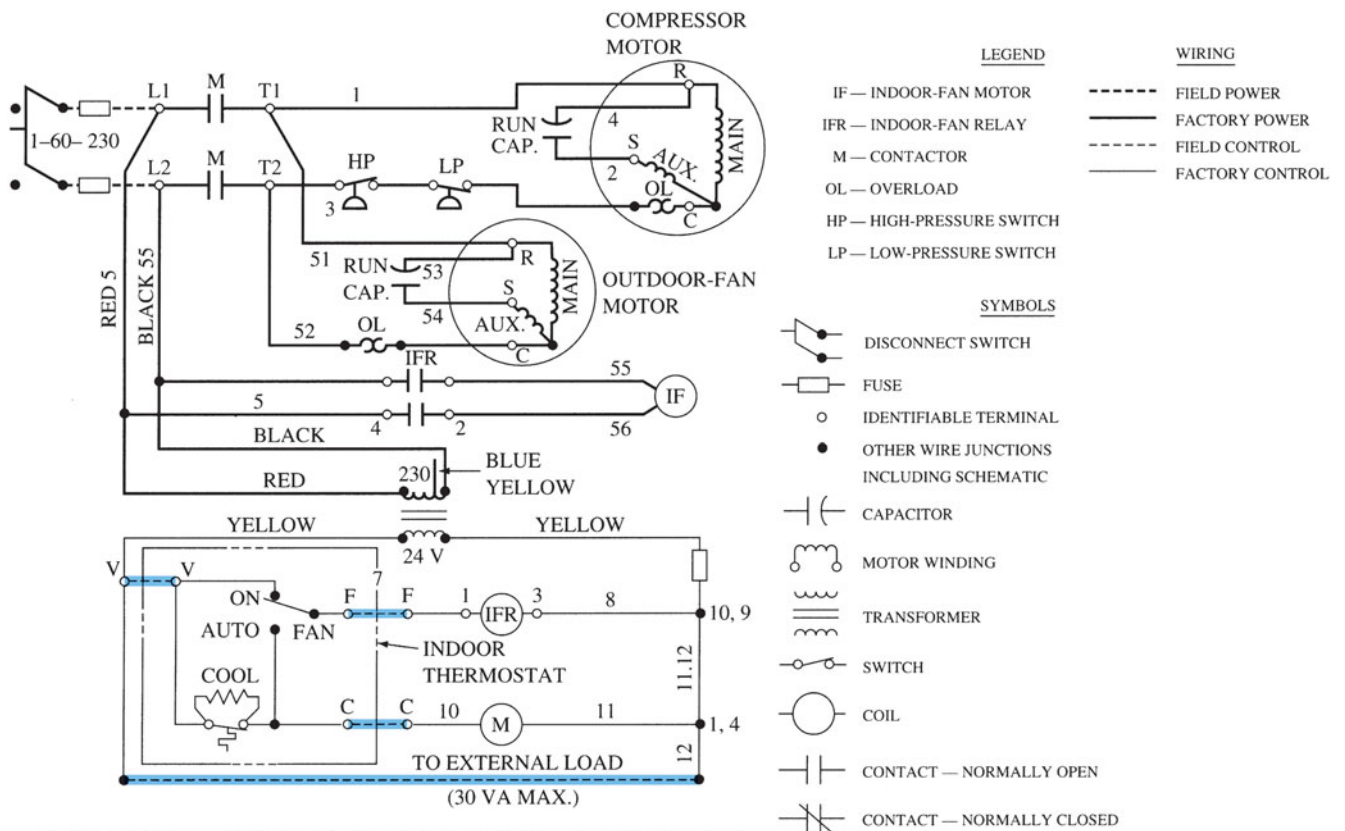 COMPRESSOR
MOTOR
L1
M
T1
1
R
1–60–230
RUN
CAP.
4
S
AUX.
MAIN
2
L2
M
T2
HP
LP
OL
C
3
RED 5
BLACK 55
51
RUN
CAP.
53
R
S
54
AUX.
MAIN
OUTDOOR-FAN
MOTOR
52
OL
C
IFR
55
IF
5
4
2
56
BLACK
RED
230
BLUE
YELLOW
YELLOW
YELLOW
24 V
V
V
7
ON
F
F
1
IFR
3
8
10, 9
AUTO
FAN
INDOOR
THERMOSTAT
11.12
COOL
C
C
10
M
11
1, 4
12
TO EXTERNAL LOAD
(30 VA MAX.)
LEGEND
IF — INDOOR-FAN MOTOR
IFR — INDOOR-FAN RELAY
M — CONTACTOR
OL — OVERLOAD
HP — HIGH-PRESSURE SWITCH
LP — LOW-PRESSURE SWITCH
WIRING
FIELD POWER
FACTORY POWER
FIELD CONTROL
FACTORY CONTROL
SYMBOLS
DISCONNECT SWITCH
FUSE
IDENTIFIABLE TERMINAL
OTHER WIRE JUNCTIONS
INCLUDING SCHEMATIC
CAPACITOR
MOTOR WINDING
TRANSFORMER
SWITCH
COIL
CONTACT — NORMALLY OPEN
CONTACT — NORMALLY CLOSED